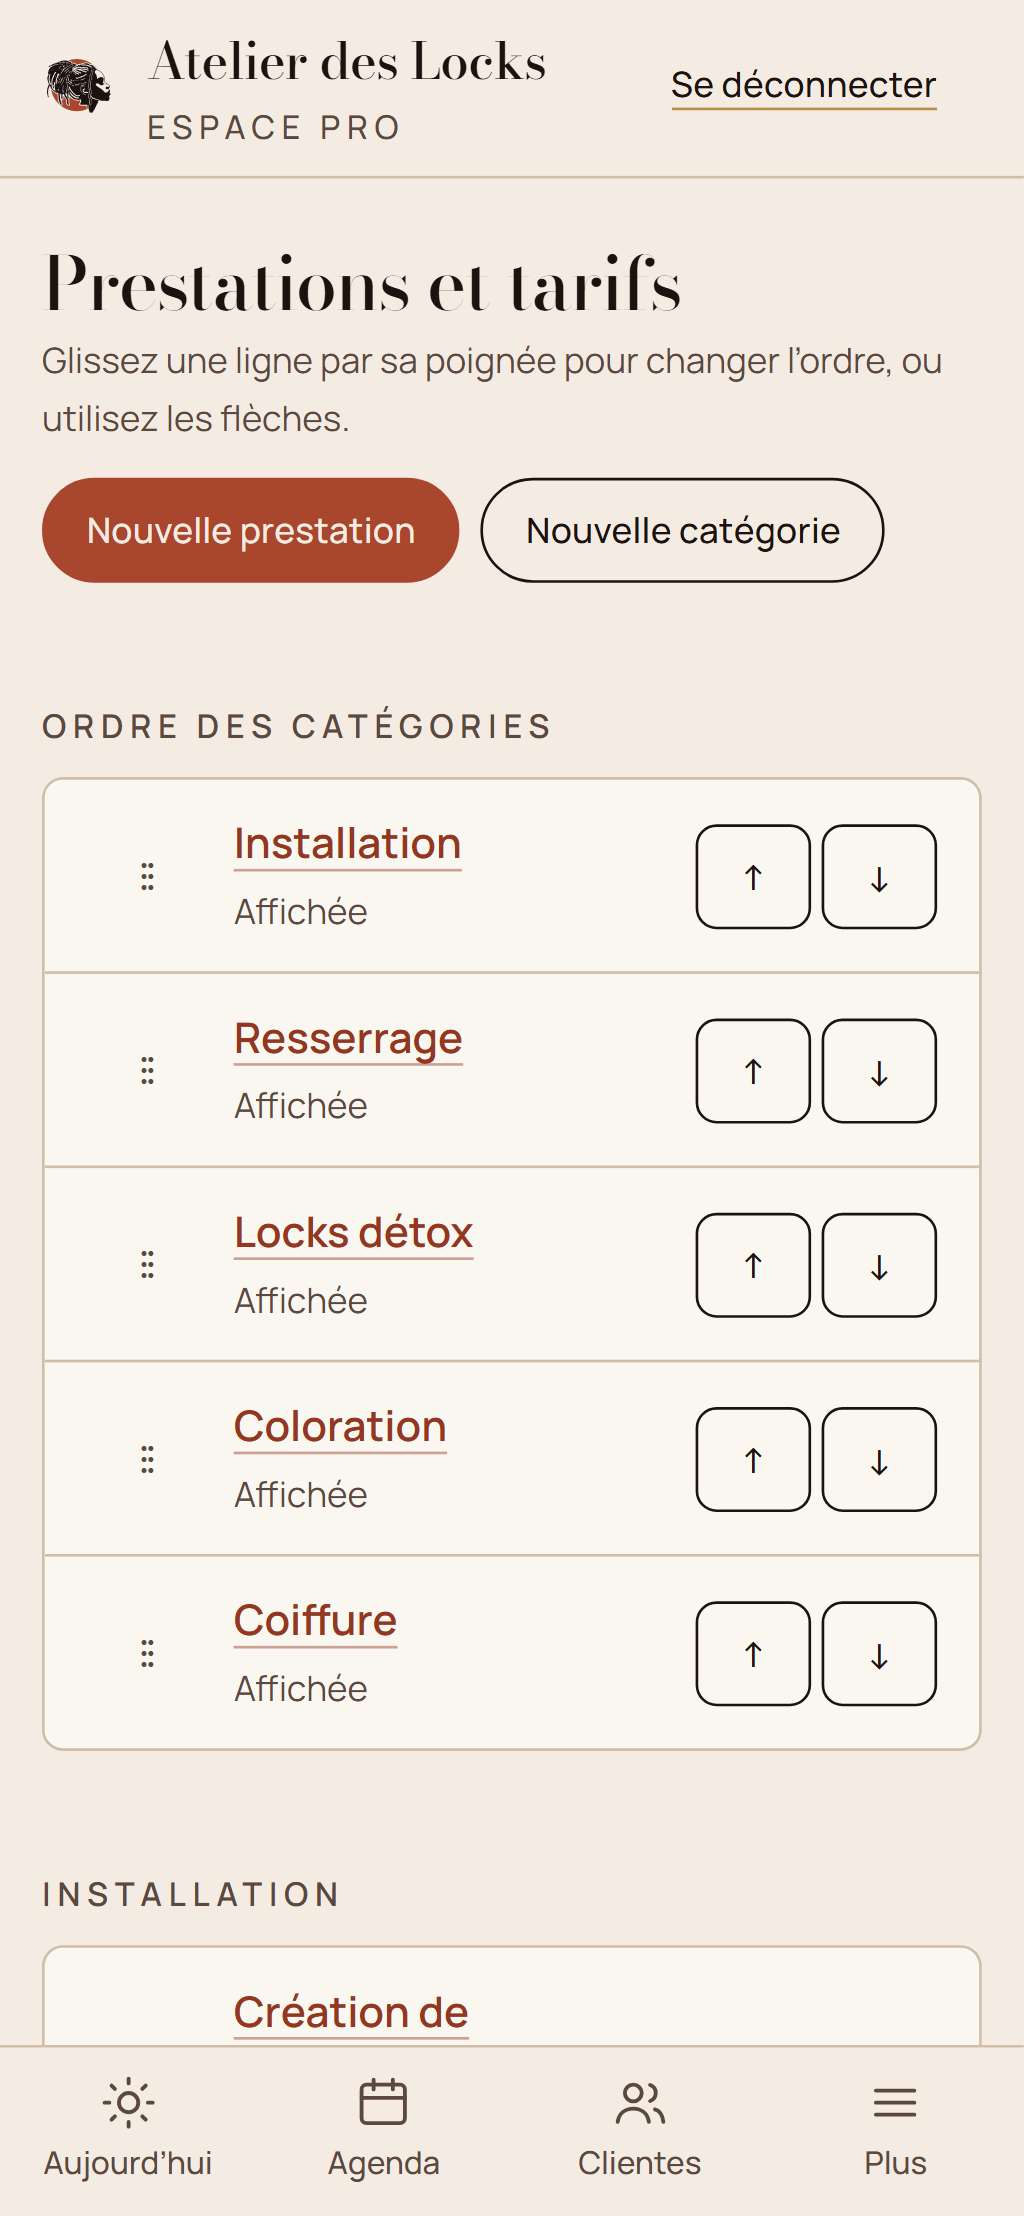 Atelier des Locks
ESPACE PRO
Se déconnecter
Prestations et tarifs
Glissez une ligne par sa poignée pour changer l’ordre, ou
utilisez les flèches.
Nouvelle prestation
Nouvelle catégorie
ORDRE DES CATÉGORIES
Installation
Affichée
↑ ↓
Resserrage
Affichée
↑ ↓
Locks détox
Affichée
↑ ↓
Coloration
Affichée
↑ ↓
Coiffure
Affichée
↑ ↓
INSTALLATION
Création de
Aujourd’hui
Agenda
Clientes
Plus